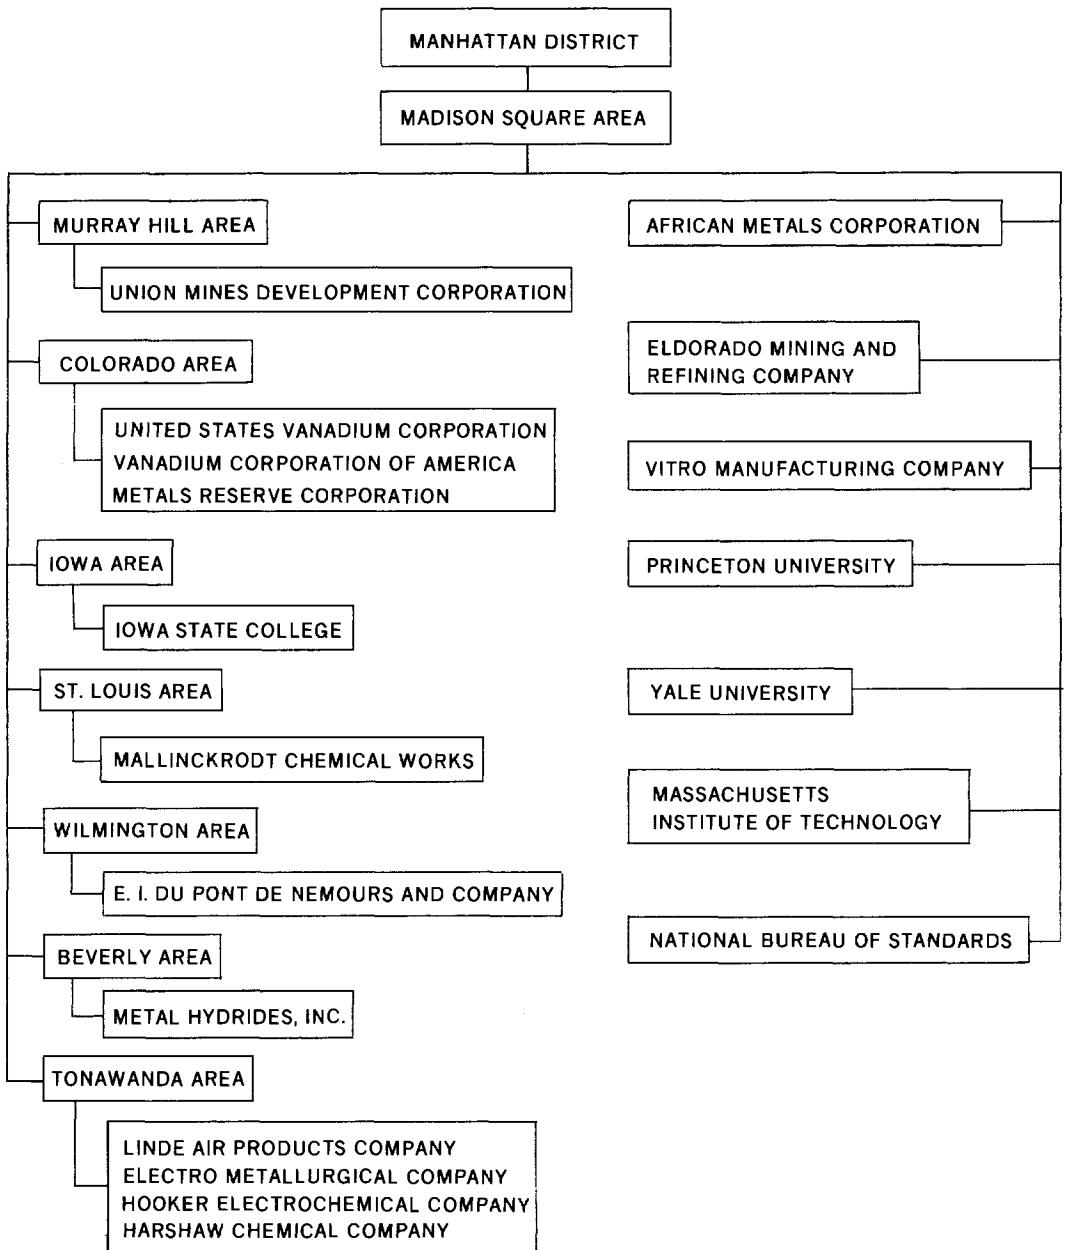 MANHATTAN DISTRICT
MADISON SQUARE AREA
MURRAY HILL AREA
UNION MINES DEVELOPMENT CORPORATION
COLORADO AREA
UNITED STATES VANADIUM CORPORATION
VANADIUM CORPORATION OF AMERICA
METALS RESERVE CORPORATION
IOWA AREA
IOWA STATE COLLEGE
ST. LOUIS AREA
MALLINCKRODT CHEMICAL WORKS
WILMINGTON AREA
E. I. DU PONT DE NEMOURS AND COMPANY
BEVERLY AREA
METAL HYDRIDES, INC.
TONAWANDA AREA
LINDE AIR PRODUCTS COMPANY
ELECTRO METALLURGICAL COMPANY
HOOKER ELECTROCHEMICAL COMPANY
HARSHAW CHEMICAL COMPANY
AFRICAN METALS CORPORATION
ELDORADO MINING AND
REFINING COMPANY
VITRO MANUFACTURING COMPANY
PRINCETON UNIVERSITY
YALE UNIVERSITY
MASSACHUSETTS
INSTITUTE OF TECHNOLOGY
NATIONAL BUREAU OF STANDARDS